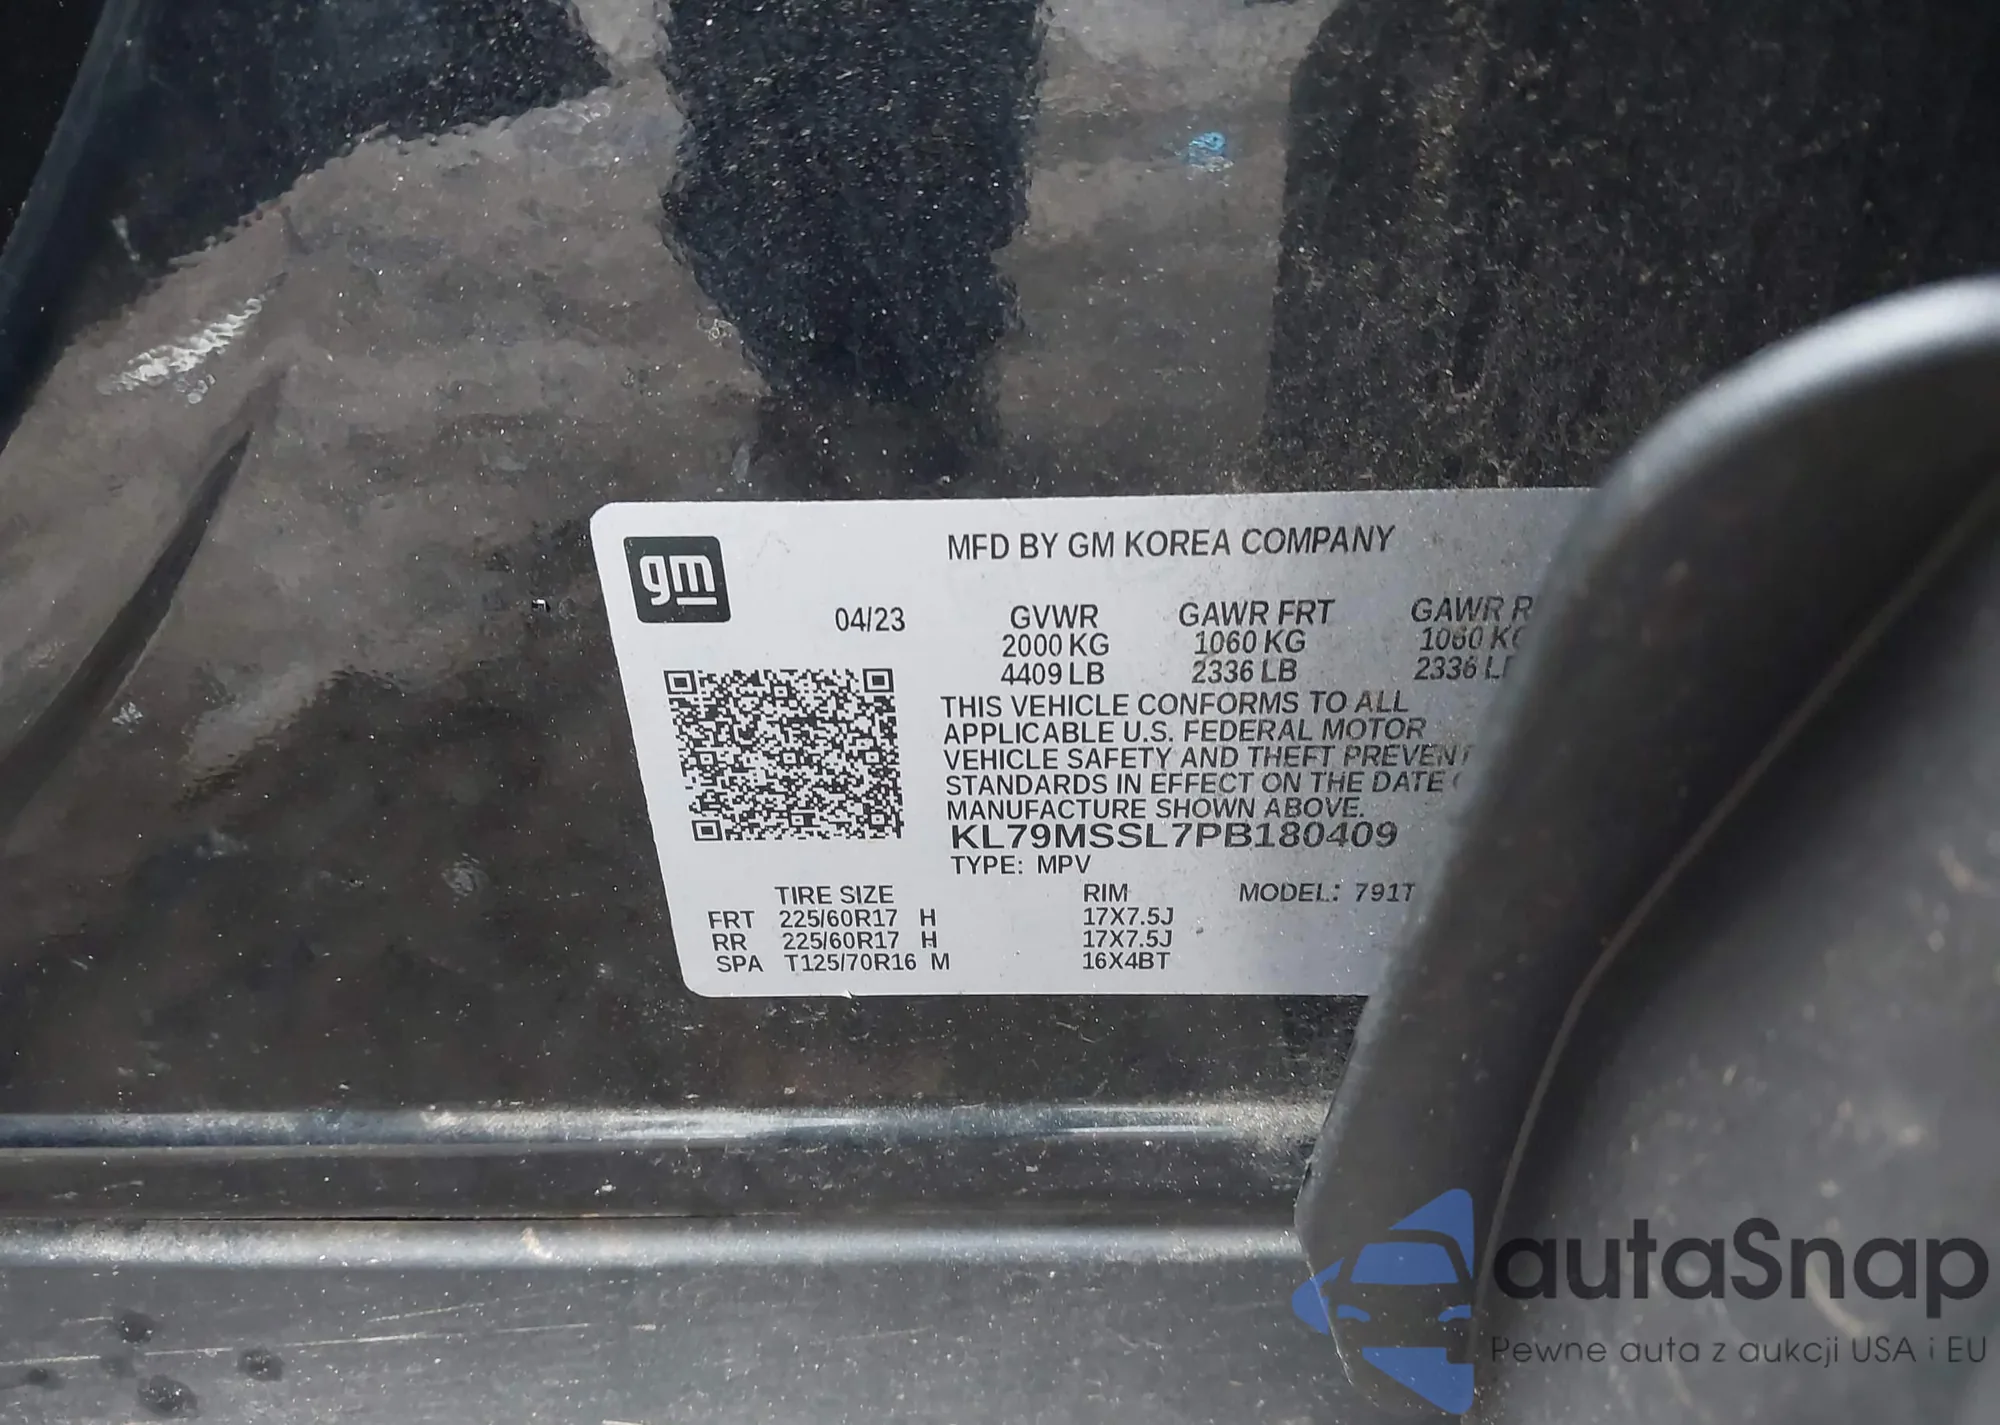 gm
MFD BY GM KOREA COMPANY
04/23 GVWR GAWR FRT GAWR
2000 KG 1060 KG 1060
4409 LB 2336 LB 2336
THIS VEHICLE CONFORMS TO ALL
APPLICABLE U.S. FEDERAL MOTOR
VEHICLE SAFETY AND THEFT
STANDARDS IN EFFECT ON THE DATE
MANUFACTURE SHOWN ABOVE.
KL79MSSL7PB180409
TYPE: MPV
TIRE SIZE RIM MODEL: 791T
FRT 225/60R17 H 17X7.5J
RR 225/60R17 H 17X7.5J
SPA T125/70R16 M 16X4BT
autaSnap
Pewne auta z aukcji USA i EU